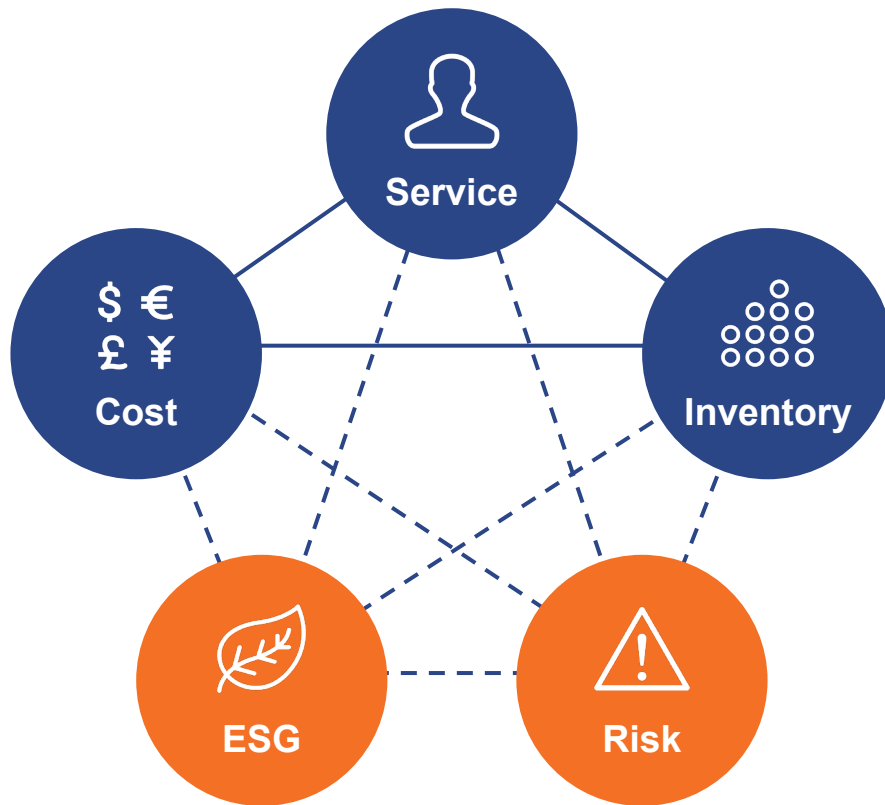 Service
$ €
£ ¥
Cost
Inventory
ESG
!
Risk